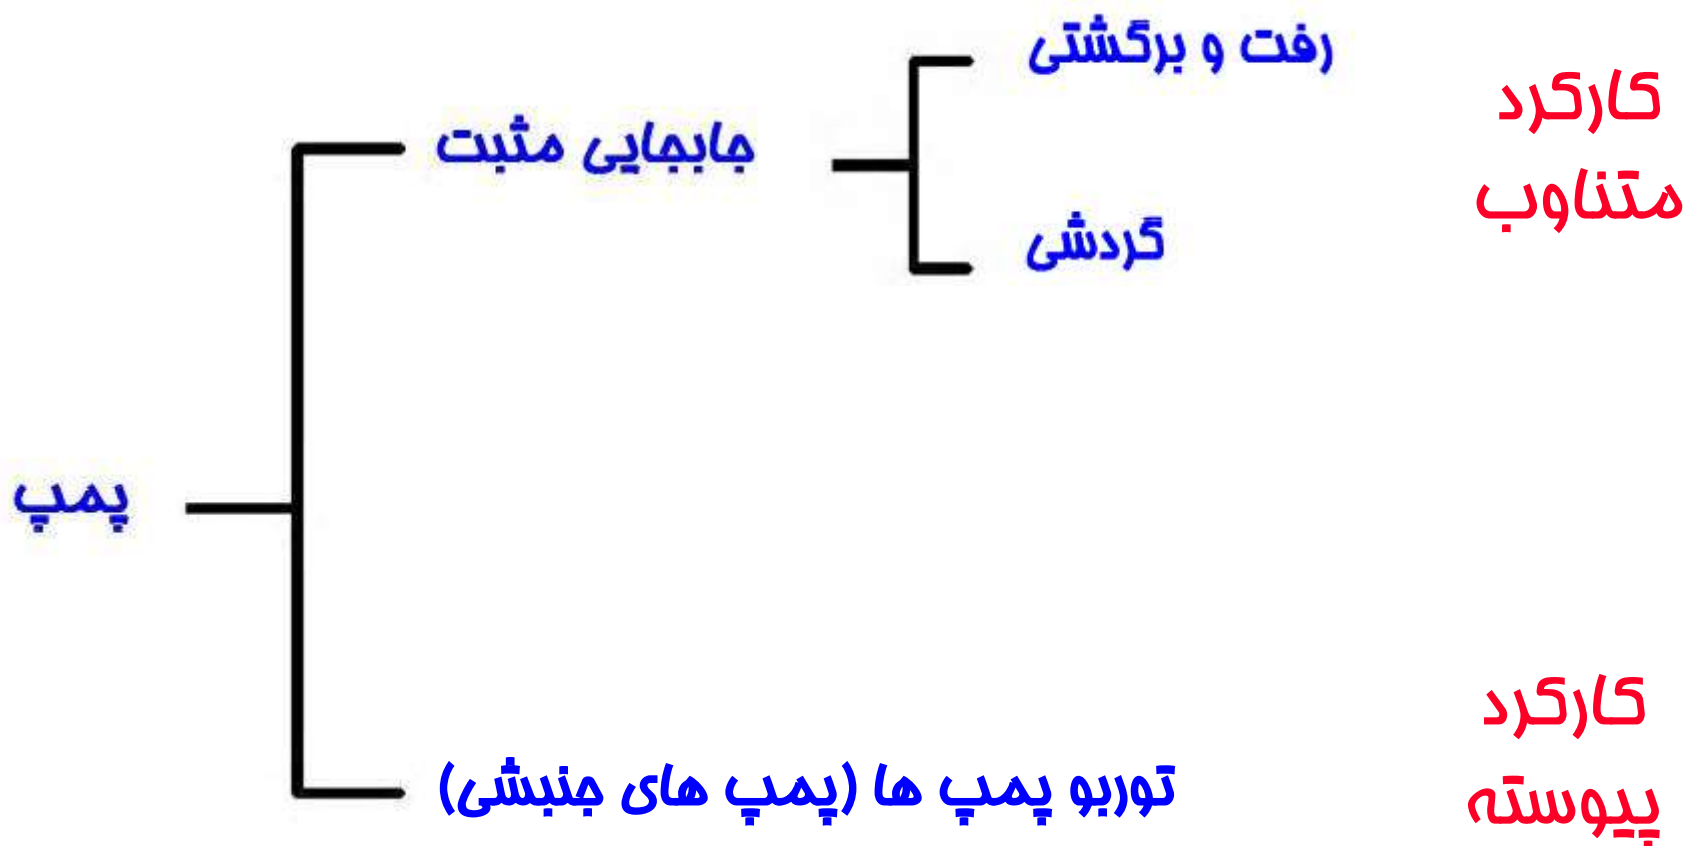 رفت و برگشتی
کارکرد
متناوب
جابجایی مثبت
گردشی
پمپ
کارکرد
پیوسته
توربو پمپ ها (پمپ های جنبشی)